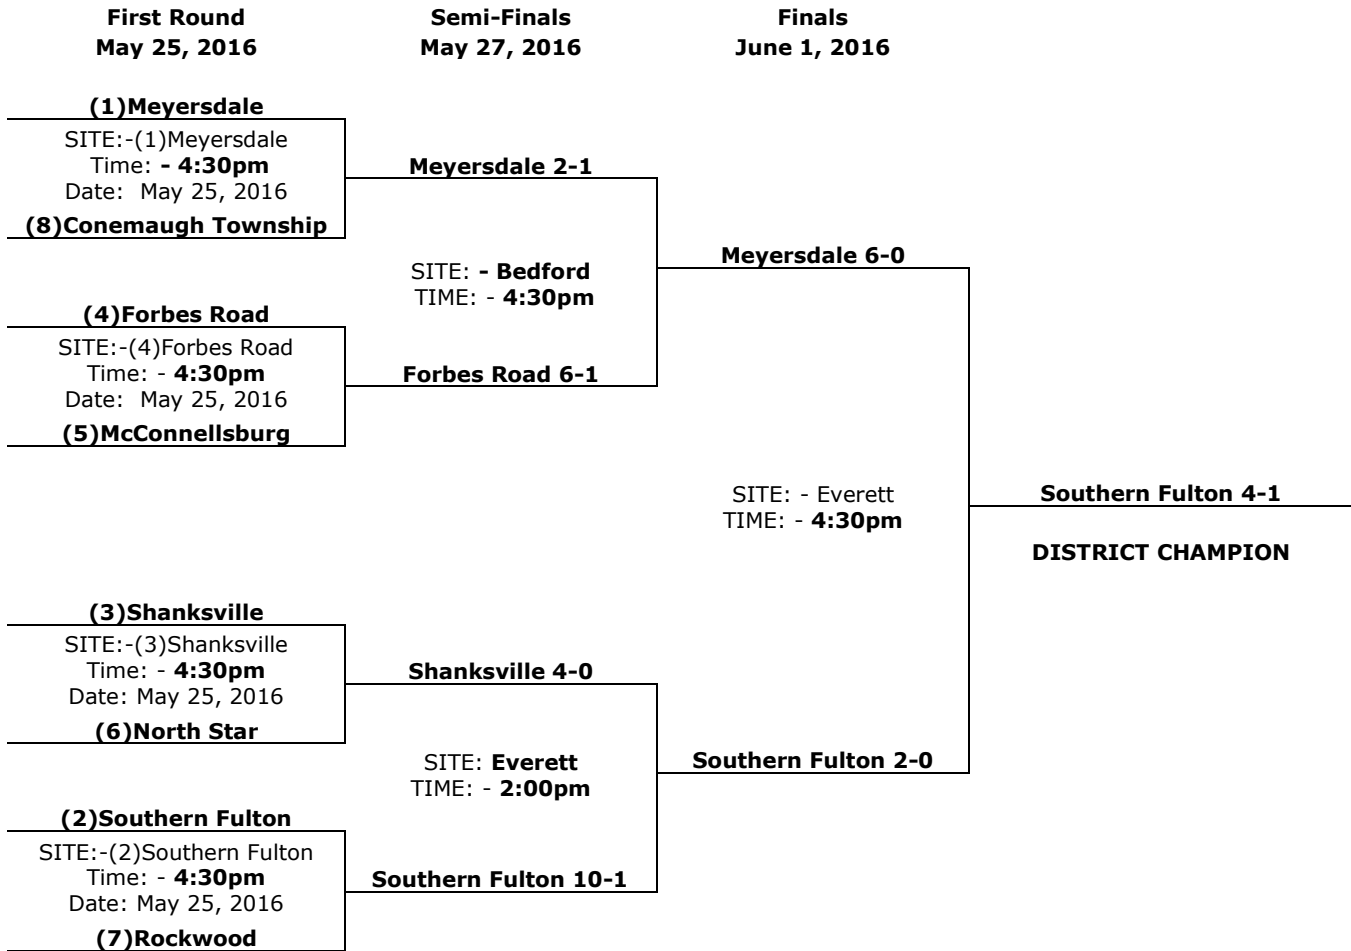 First Round
May 25, 2016
Semi-Finals
May 27, 2016
Finals
June 1, 2016
(1)Meyersdale
SITE:-(1)Meyersdale
Time: - 4:30pm
Date:  May 25, 2016
(8)Conemaugh Township
Meyersdale 2-1
SITE: - Bedford
TIME: - 4:30pm
(4)Forbes Road
SITE:-(4)Forbes Road
Time: - 4:30pm
Date:  May 25, 2016
(5)McConnellsburg
Forbes Road 6-1
Meyersdale 6-0
SITE: - Everett
TIME: - 4:30pm
Southern Fulton 4-1
DISTRICT CHAMPION
(3)Shanksville
SITE:-(3)Shanksville
Time: - 4:30pm
Date: May 25, 2016
(6)North Star
Shanksville 4-0
SITE: Everett
TIME: - 2:00pm
Southern Fulton 2-0
(2)Southern Fulton
SITE:-(2)Southern Fulton
Time: - 4:30pm
Date: May 25, 2016
(7)Rockwood
Southern Fulton 10-1